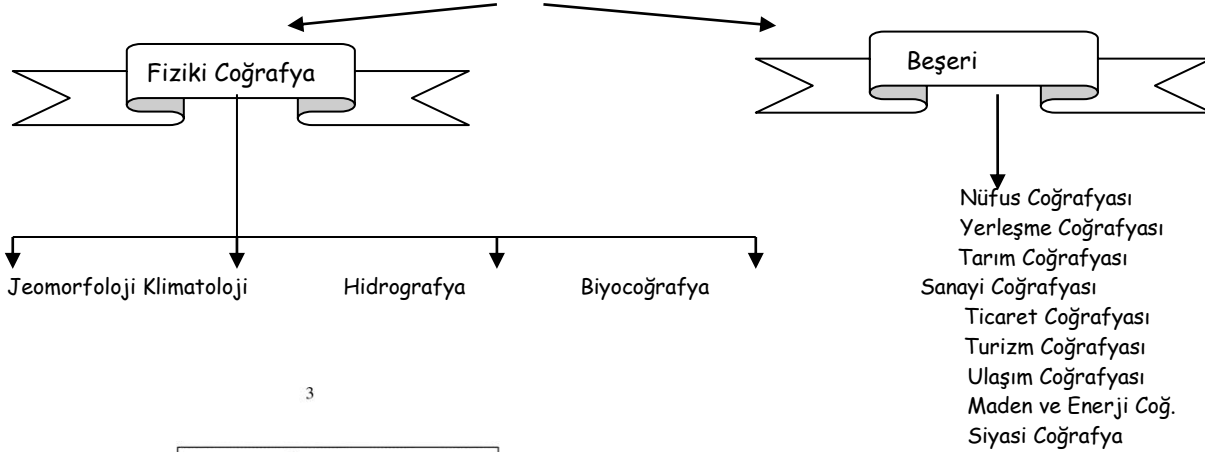 Fiziki Coğrafya
Beşeri
Jeomorfoloji Klimatoloji Hidrografya Biyocoğrafya
Nüfus Coğrafyası
Yerleşme Coğrafyası
Tarım Coğrafyası
Sanayi Coğrafyası
Ticaret Coğrafyası
Turizm Coğrafyası
Ulaşım Coğrafyası
Maden ve Enerji Coğ.
Siyasi Coğrafya
3